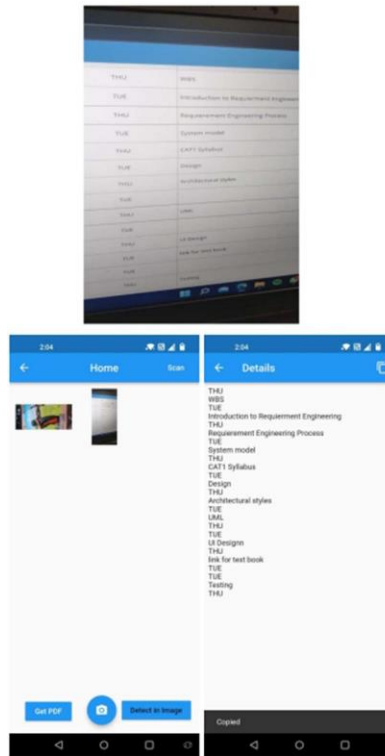 THU WBS
TUE Introduction to Requierment Engineer
THU Requierement Engineering Process
TUE System model
THU CAT1 Syllabus
TUE Design
THU Architectural styles
TUE
THU UML
TUE
THU UI Design
TUE link for text book
TUE
THU Testing
2:04
Home
Scan
Get PDF
Detect in Image
2:04
Details
THU
WBS
TUE
Introduction to Requierment Engineering
THU
Requierement Engineering Process
TUE
System model
THU
CAT1 Syllabus
TUE
Design
THU
Architectural styles
TUE
UML
THU
TUE
UI Designn
THU
link for text book
TUE
TUE
Testing
THU
Copied